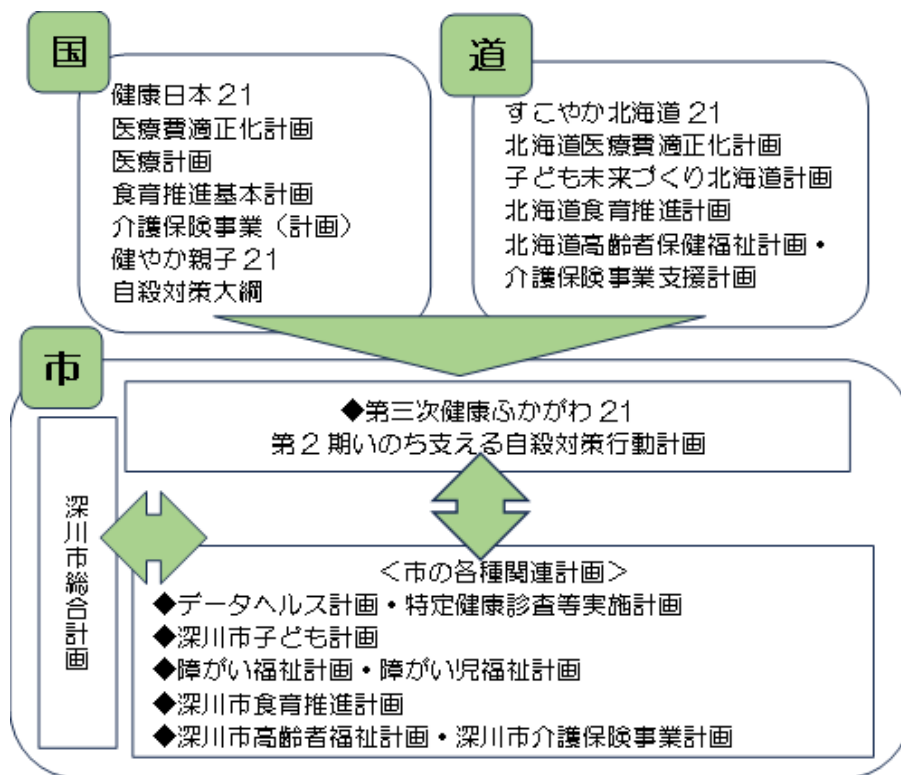 国
健康日本21
医療費適正化計画
医療計画
食育推進基本計画
介護保険事業（計画）
健やか親子21
自殺対策大綱
道
すこやか北海道21
北海道医療費適正化計画
子ども未来づくり北海道計画
北海道食育推進計画
北海道高齢者保健福祉計画・
介護保険事業支援計画
市
◆第三次健康ふかがわ21
第２期いのち支える自殺対策行動計画
深川市総合計画
＜市の各種関連計画＞
◆データヘルス計画・特定健康診査等実施計画
◆深川市子ども計画
◆障がい福祉計画・障がい児福祉計画
◆深川市食育推進計画
◆深川市高齢者福祉計画・深川市介護保険事業計画